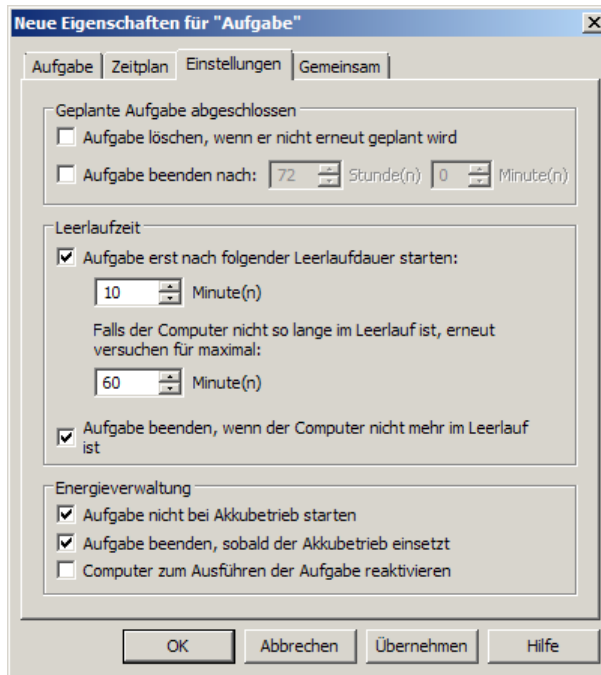 Neue Eigenschaften für "Aufgabe"
Aufgabe Zeitplan Einstellungen Gemeinsam
Geplante Aufgabe abgeschlossen
Aufgabe löschen, wenn er nicht erneut geplant wird
Aufgabe beenden nach: 72 Stunde(n) 0 Minute(n)
Leerlaufzeit
Aufgabe erst nach folgender Leerlaufdauer starten:
10 Minute(n)
Falls der Computer nicht so lange im Leerlauf ist, erneut
versuchen für maximal:
60 Minute(n)
Aufgabe beenden, wenn der Computer nicht mehr im Leerlauf
ist
Energieverwaltung
Aufgabe nicht bei Akkubetrieb starten
Aufgabe beenden, sobald der Akkubetrieb einsetzt
Computer zum Ausführen der Aufgabe reaktivieren
OK Abbrechen Übernehmen Hilfe